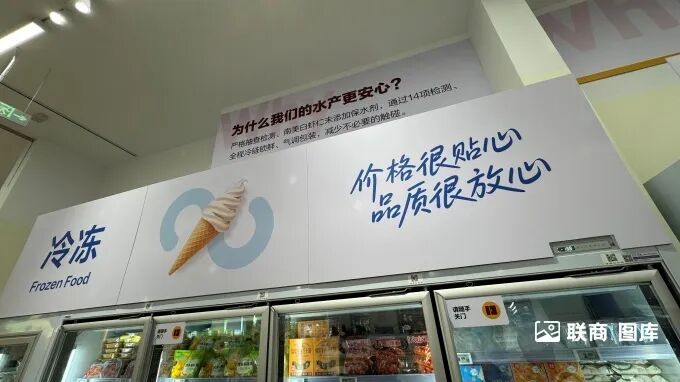 为什么我们的水产更安心？
严格抽查检测、南美白虾仁未添加保水剂，通过14项检测、
全程冷链锁鲜、气调包装，减少不必要的触碰。
价格很贴心
品质很放心
冷冻
Frozen Food
请随手
关门
请随手
关门
联商 图库